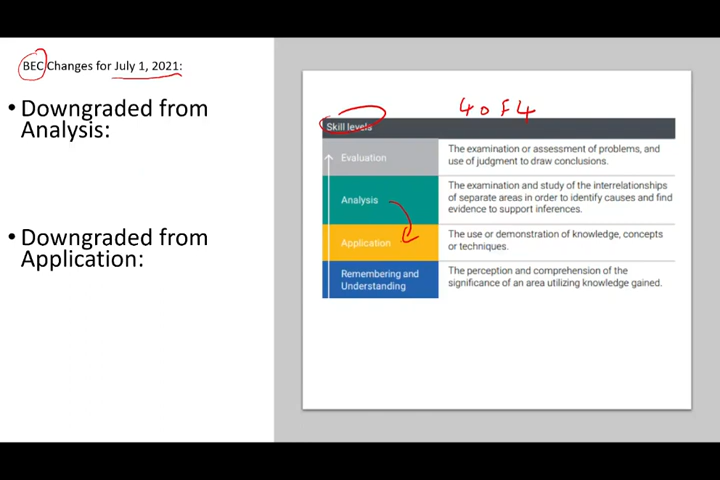 BEC Changes for July 1, 2021:
• Downgraded from
Analysis:
• Downgraded from
Application:
4 of 4
Skill levels
Evaluation
The examination or assessment of problems, and
use of judgment to draw conclusions.
Analysis
The examination and study of the interrelationships
of separate areas in order to identify causes and find
evidence to support inferences.
Application
The use or demonstration of knowledge, concepts
or techniques.
Remembering and
Understanding
The perception and comprehension of the
significance of an area utilizing knowledge gained.